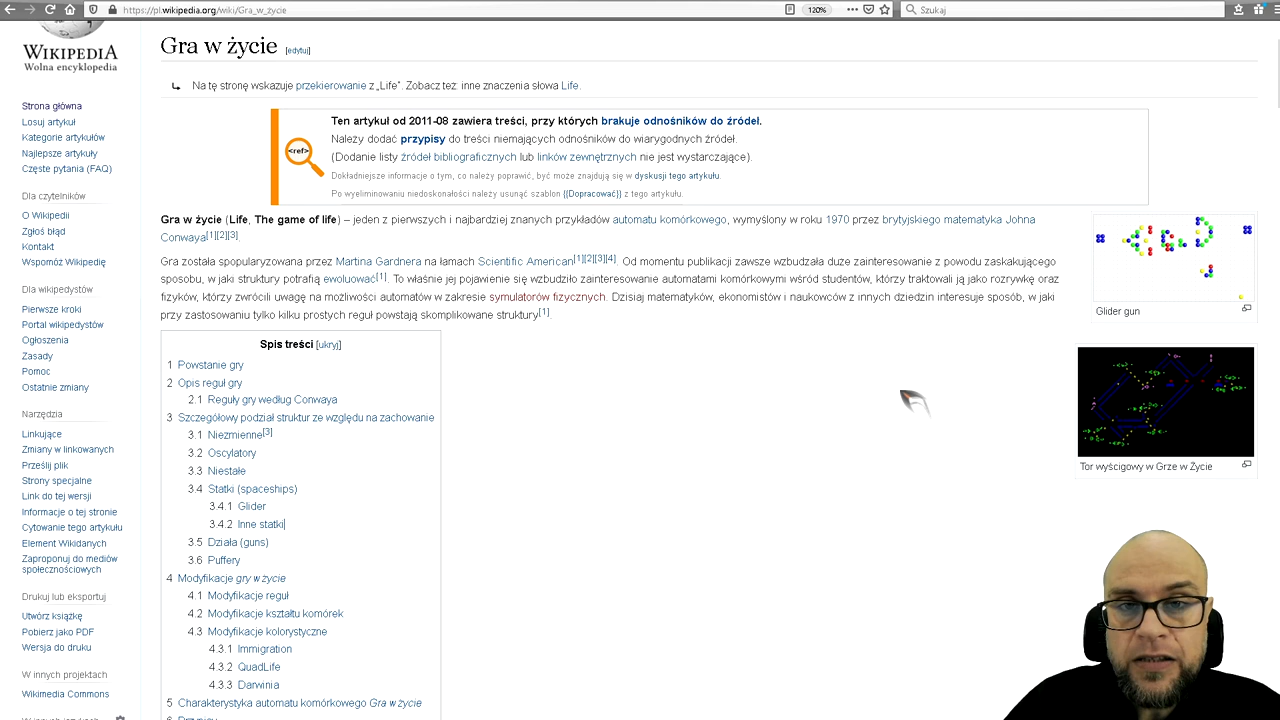 https://pl.wikipedia.org/wiki/Gra_w_życie
120%
Szukaj
WIKIPEDIA
Wolna encyklopedia
Strona główna
Losuj artykuł
Kategorie artykułów
Najlepsze artykuły
Częste pytania (FAQ)
Dla czytelników
O Wikipedii
Zgłoś błąd
Kontakt
Wspomóż Wikipedię
Dla wikipedystów
Pierwsze kroki
Portal wikipedystów
Ogłoszenia
Zasady
Pomoc
Ostatnie zmiany
Narzędzia
Linkujące
Zmiany w linkowanych
Prześlij plik
Strony specjalne
Link do tej wersji
Informacje o tej stronie
Cytowanie tego artykułu
Element Wikidanych
Zaproponuj do mediów
społecznościowych
Drukuj lub eksportuj
Utwórz książkę
Pobierz jako PDF
Wersja do druku
W innych projektach
Wikimedia Commons
W innych językach
Gra w życie [edytuj]
Na tę stronę wskazuje przekierowanie z „Life”. Zobacz też: inne znaczenia słowa Life.
<ref>
Ten artykuł od 2011-08 zawiera treści, przy których brakuje odnośników do źródeł.
Należy dodać przypisy do treści niemających odnośników do wiarygodnych źródeł.
(Dodanie listy źródeł bibliograficznych lub linków zewnętrznych nie jest wystarczające).
Dokładniejsze informacje o tym, co należy poprawić, być może znajdują się w dyskusji tego artykułu.
Po wyeliminowaniu niedoskonałości należy usunąć szablon {{Dopracować}} z tego artykułu.
Gra w życie (Life, The game of life) – jeden z pierwszych i najbardziej znanych przykładów automatu komórkowego, wymyślony w roku 1970 przez brytyjskiego matematyka Johna
Conwaya[1][2][3].
Gra została spopularyzowana przez Martina Gardnera na łamach Scientific American[1][2][3][4]. Od momentu publikacji zawsze wzbudzała duże zainteresowanie z powodu zaskakującego
sposobu, w jaki struktury potrafią ewoluować[1]. To właśnie jej pojawienie się wzbudziło zainteresowanie automatami komórkowymi wśród studentów, którzy traktowali ją jako rozrywkę oraz
fizyków, którzy zwrócili uwagę na możliwości automatów w zakresie symulatorów fizycznych. Dzisiaj matematyków, ekonomistów i naukowców z innych dziedzin interesuje sposób, w jaki
przy zastosowaniu tylko kilku prostych reguł powstają skomplikowane struktury[1].
Spis treści [ukryj]
1 Powstanie gry
2 Opis reguł gry
2.1 Reguły gry według Conwaya
3 Szczegółowy podział struktur ze względu na zachowanie
3.1 Niezmienne[3]
3.2 Oscylatory
3.3 Niestałe
3.4 Statki (spaceships)
3.4.1 Glider
3.4.2 Inne statki
3.5 Działa (guns)
3.6 Puffery
4 Modyfikacje gry w życie
4.1 Modyfikacje reguł
4.2 Modyfikacje kształtu komórek
4.3 Modyfikacje kolorystyczne
4.3.1 Immigration
4.3.2 QuadLife
4.3.3 Darwinia
5 Charakterystyka automatu komórkowego Gra w życie
6 Przypisy
Glider gun
Tor wyścigowy w Grze w Życie